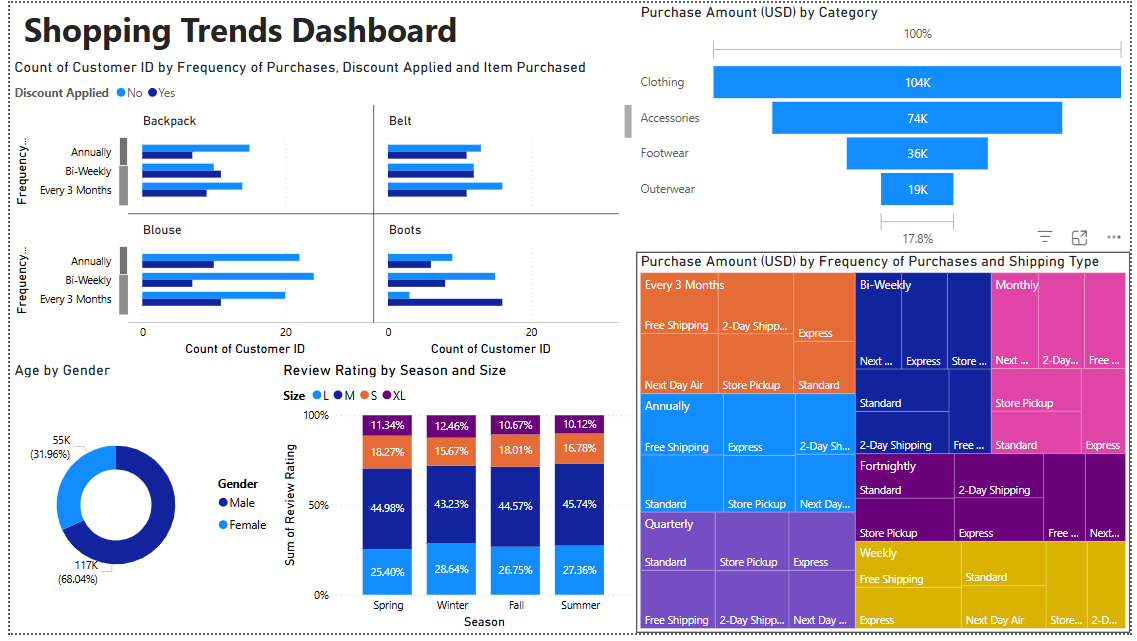 Shopping Trends Dashboard
Count of Customer ID by Frequency of Purchases, Discount Applied and Item Purchased
Discount Applied No Yes
Frequency...
Backpack
Annually
Bi-Weekly
Every 3 Months
Belt
Frequency...
Blouse
Annually
Bi-Weekly
Every 3 Months
Boots
0 20
0 20
Count of Customer ID
Count of Customer ID
Purchase Amount (USD) by Category
100%
Clothing 104K
Accessories 74K
Footwear 36K
Outerwear 19K
17.8%
Age by Gender
55K
(31.96%)
117K
(68.04%)
Gender
Male
Female
Review Rating by Season and Size
Size L M S XL
Sum of Review Rating
100%
50%
0%
11.34% 12.46% 10.67% 10.12%
18.27% 15.67% 18.01% 16.78%
44.98% 43.23% 44.57% 45.74%
25.40% 28.64% 26.75% 27.36%
Spring Winter Fall Summer
Season
Purchase Amount (USD) by Frequency of Purchases and Shipping Type
Every 3 Months
Free Shipping 2-Day Shipp... Express
Next Day Air Store Pickup Standard
Annually
Free Shipping Express 2-Day Sh...
Standard Store Pickup Next Day...
Quarterly
Standard Store Pickup Express
Free Shipping 2-Day Shipp... Next Day ...
Bi-Weekly
Next ... Express Store ...
Standard
2-Day Shipping Free ...
Monthly
Next ... 2-Day... Free ...
Store Pickup
Standard Express
Fortnightly
Standard 2-Day Shipping
Store Pickup Express Free ... Next...
Weekly
Free Shipping Standard
Express Next Day Air Store... 2-D...